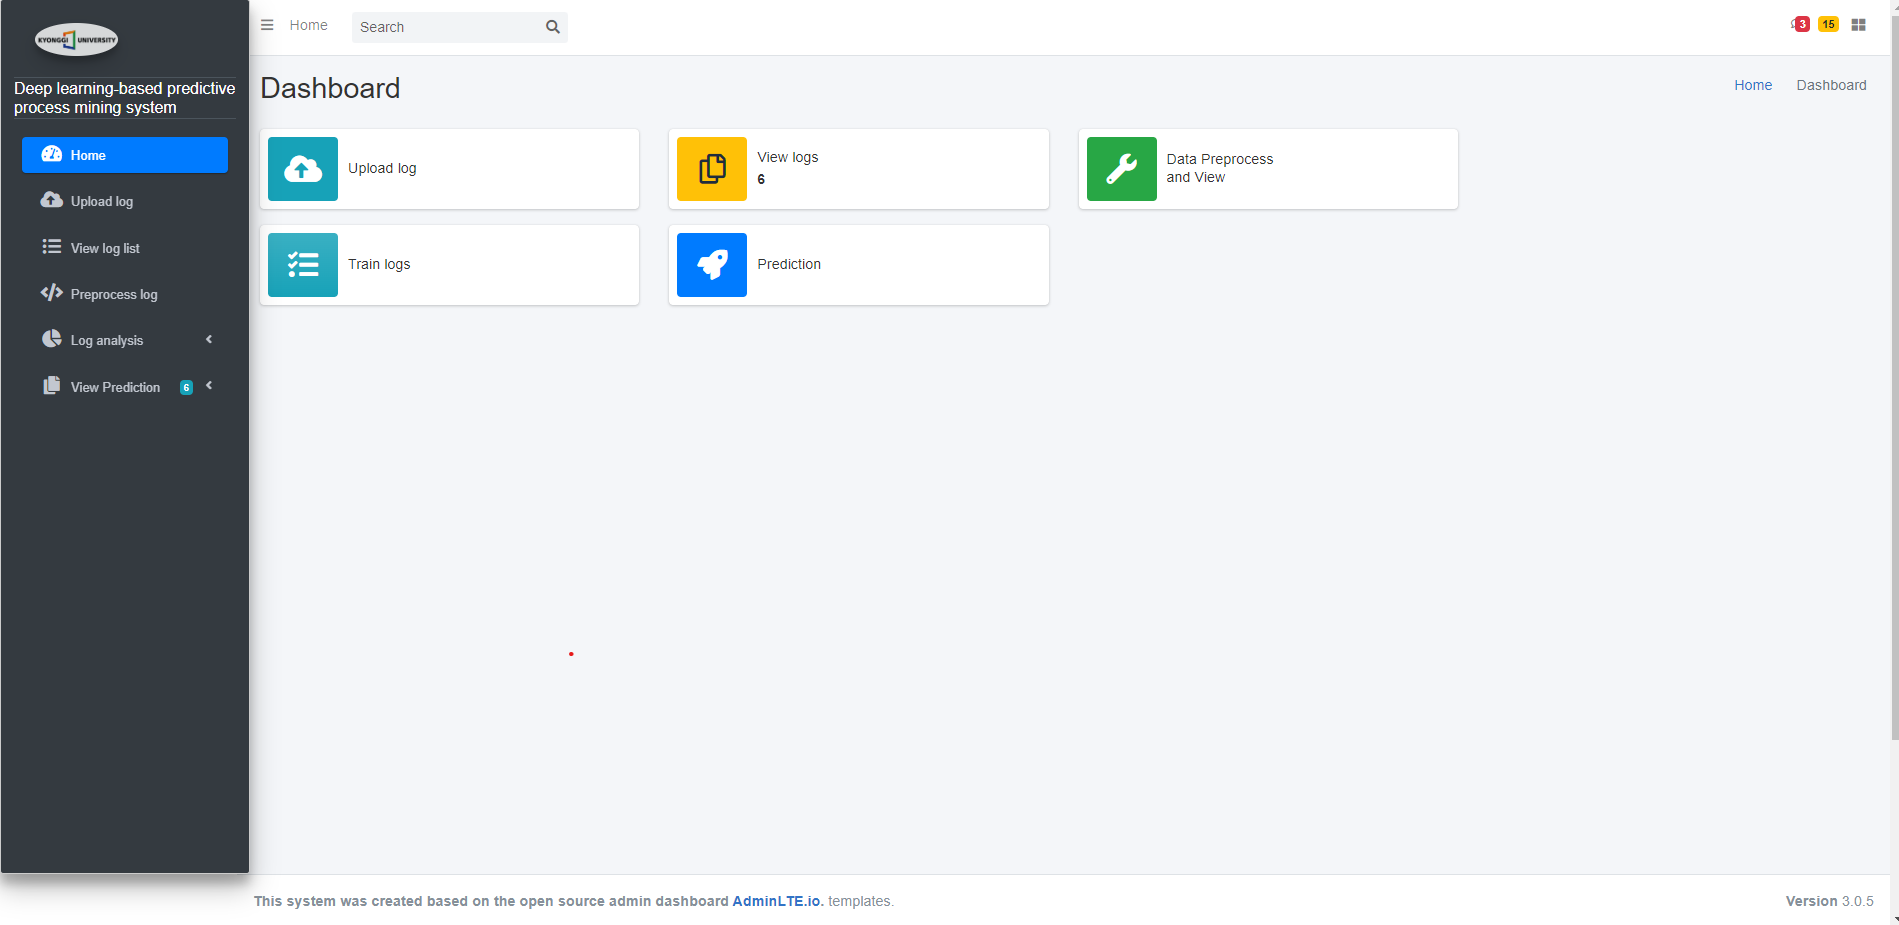 KYONGGI UNIVERSITY
Deep learning-based predictive
process mining system
Home
Upload log
View log list
Preprocess log
Log analysis
View Prediction 6
Home
Search
3
15
Dashboard
Home
Dashboard
Upload log
View logs
6
Data Preprocess
and View
Train logs
Prediction
This system was created based on the open source admin dashboard AdminLTE.io. templates.
Version 3.0.5